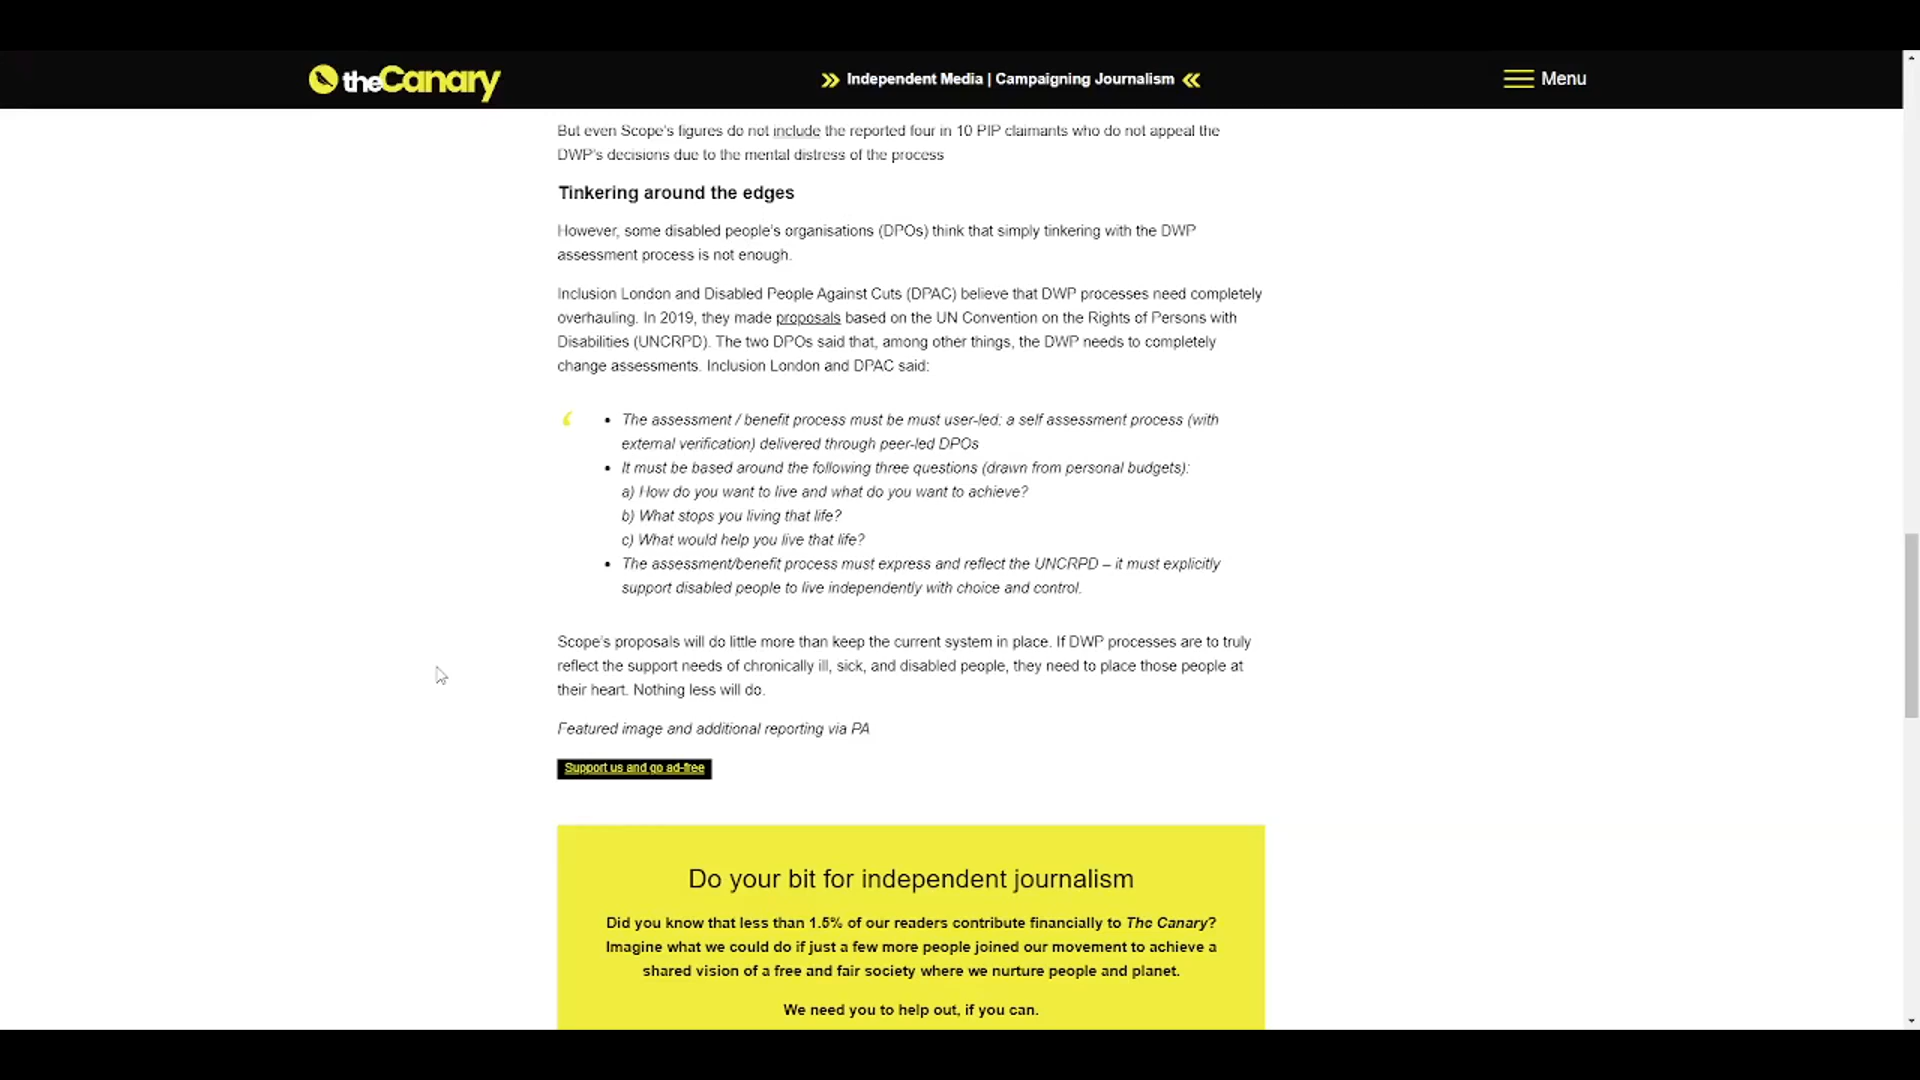 theCanary
Independent Media | Campaigning Journalism
Menu
But even Scope's figures do not include the reported four in 10 PIP claimants who do not appeal the
DWP's decisions due to the mental distress of the process
Tinkering around the edges
However, some disabled people's organisations (DPOs) think that simply tinkering with the DWP
assessment process is not enough.
Inclusion London and Disabled People Against Cuts (DPAC) believe that DWP processes need completely
overhauling. In 2019, they made proposals based on the UN Convention on the Rights of Persons with
Disabilities (UNCRPD). The two DPOs said that, among other things, the DWP needs to completely
change assessments. Inclusion London and DPAC said:
• The assessment / benefit process must be must user-led: a self assessment process (with
external verification) delivered through peer-led DPOs
• It must be based around the following three questions (drawn from personal budgets):
a) How do you want to live and what do you want to achieve?
b) What stops you living that life?
c) What would help you live that life?
• The assessment/benefit process must express and reflect the UNCRPD – it must explicitly
support disabled people to live independently with choice and control.
Scope's proposals will do little more than keep the current system in place. If DWP processes are to truly
reflect the support needs of chronically ill, sick, and disabled people, they need to place those people at
their heart. Nothing less will do.
Featured image and additional reporting via PA
Support us and go ad-free
Do your bit for independent journalism
Did you know that less than 1.5% of our readers contribute financially to The Canary?
Imagine what we could do if just a few more people joined our movement to achieve a
shared vision of a free and fair society where we nurture people and planet.
We need you to help out, if you can.